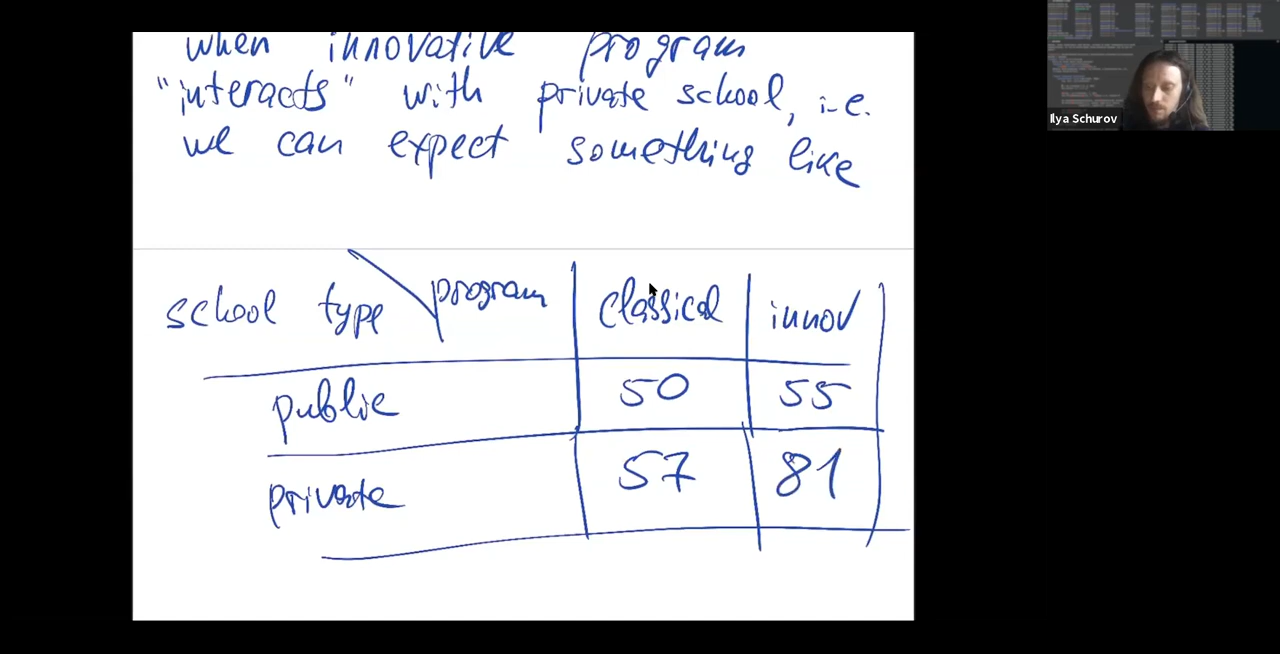 when innovative program
"interacts" with private school, i.e.
we can expect something like
school type program classical innov
public 50 55
private 57 81
Ilya Schurov